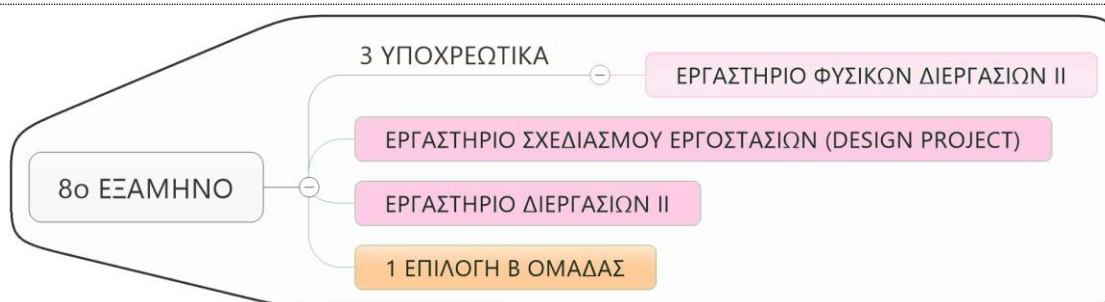 3 ΥΠΟΧΡΕΩΤΙΚΑ
ΕΡΓΑΣΤΗΡΙΟ ΦΥΣΙΚΩΝ ΔΙΕΡΓΑΣΙΩΝ ΙΙ
ΕΡΓΑΣΤΗΡΙΟ ΣΧΕΔΙΑΣΜΟΥ ΕΡΓΟΣΤΑΣΙΩΝ (DESIGN PROJECT)
8ο ΕΞΑΜΗΝΟ
ΕΡΓΑΣΤΗΡΙΟ ΔΙΕΡΓΑΣΙΩΝ ΙΙ
1 ΕΠΙΛΟΓΗ Β ΟΜΑΔΑΣ